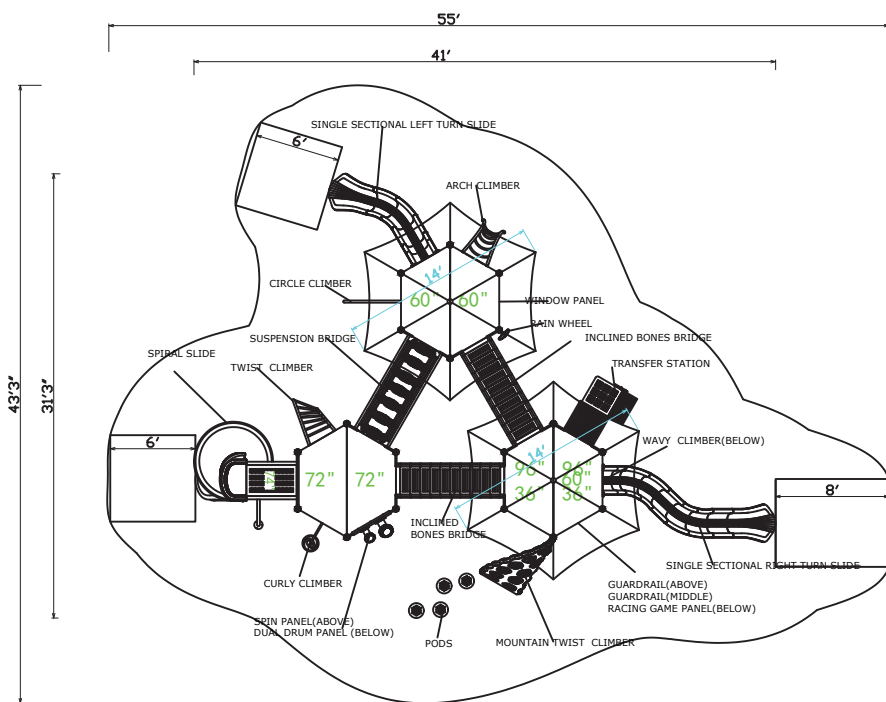 55'
41'
SINGLE SECTIONAL LEFT TURN SLIDE
6'
ARCH CLIMBER
14'
CIRCLE CLIMBER
60" 60"
WINDOW PANEL
RAIN WHEEL
SUSPENSION BRIDGE
INCLINED BONES BRIDGE
SPIRAL SLIDE
TWIST CLIMBER
TRANSFER STATION
43'3"
31'3"
6'
WAVY CLIMBER(BELOW)
14'
74"
72" 72"
96" 96"
60"
36" 36"
8'
INCLINED
BONES BRIDGE
SINGLE SECTIONAL RIGHT TURN SLIDE
CURLY CLIMBER
GUARDRAIL(ABOVE)
GUARDRAIL(MIDDLE)
RACING GAME PANEL(BELOW)
SPIN PANEL(ABOVE)
DUAL DRUM PANEL (BELOW)
PODS
MOUNTAIN TWIST CLIMBER